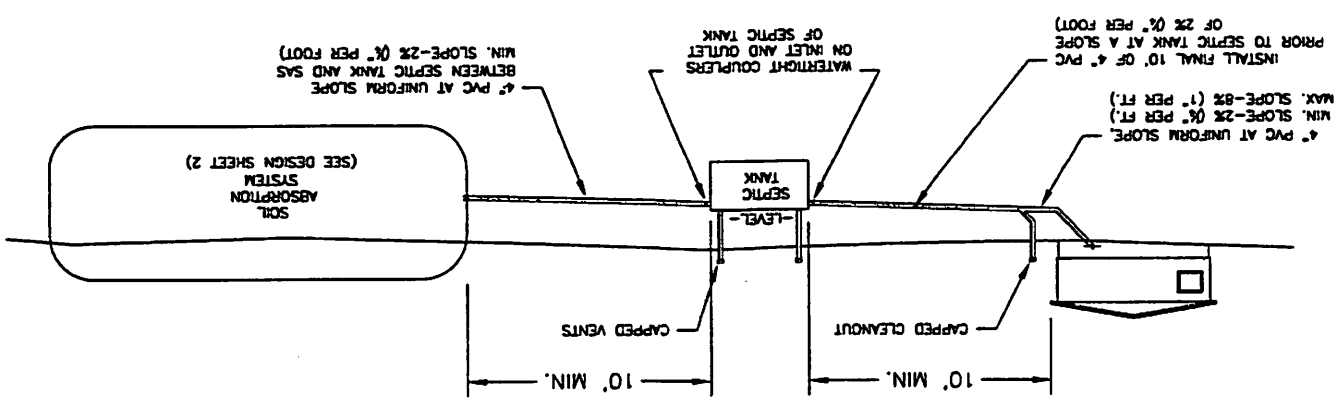 10' MIN.
10' MIN.
CAPPED CLEANOUT
CAPPED VENTS
-LEVEL-
SEPTIC
TANK
SOIL
ABSORPTION
SYSTEM
(SEE DESIGN SHEET 2)
4" PVC AT UNIFORM SLOPE,
MIN. SLOPE-2% (¼" PER FT.)
MAX. SLOPE-8% (1" PER FT.)
INSTALL FINAL 10' OF 4" PVC
PRIOR TO SEPTIC TANK AT A SLOPE
OF 2% (¼" PER FOOT)
WATERTIGHT COUPLERS
ON INLET AND OUTLET
OF SEPTIC TANK
4" PVC AT UNIFORM SLOPE
BETWEEN SEPTIC TANK AND SAS
MIN. SLOPE-2% (¼" PER FOOT)